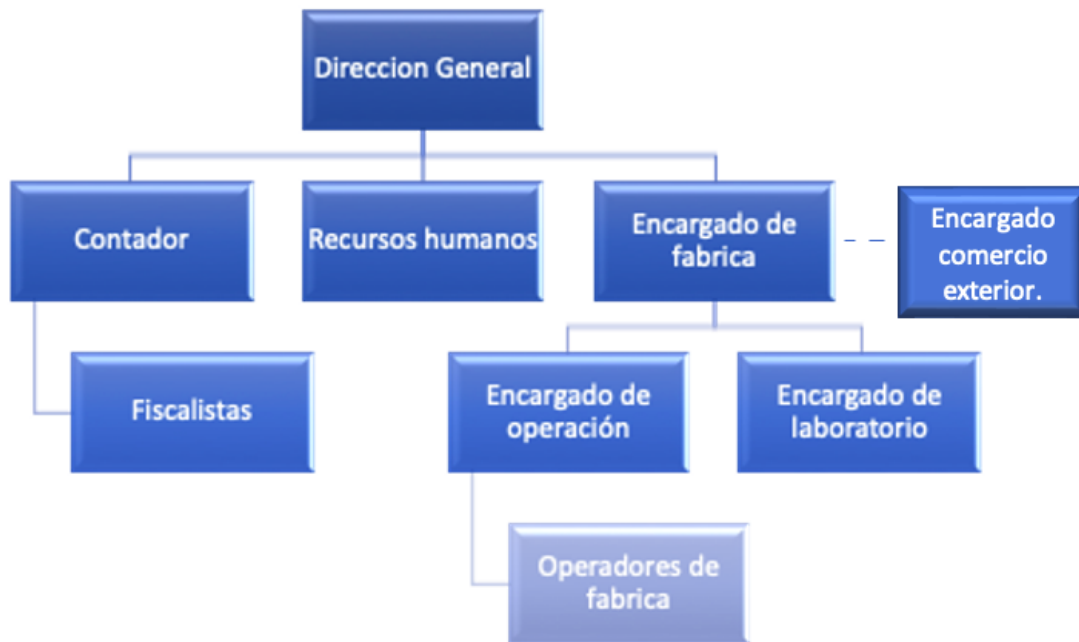 Direccion General
Contador
Recursos humanos
Encargado de
fabrica
Encargado
comercio
exterior.
Fiscalistas
Encargado de
operación
Encargado de
laboratorio
Operadores de
fabrica